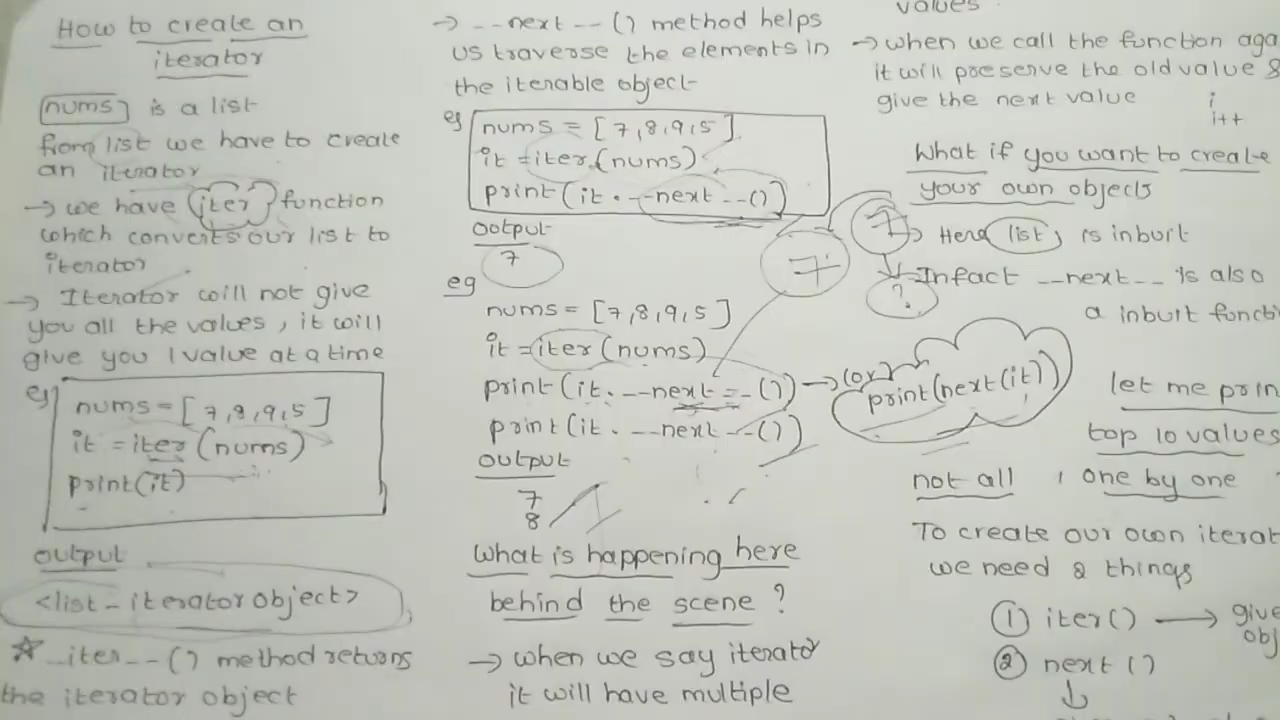 How to create an
iterator
nums is a list
from list we have to create
an iterator
→ we have iter function
which converts our list to
iterator
→ Iterator will not give
you all the values, it will
give you 1 value at a time
eg
nums = [7,8,9,5]
it = iter(nums)
print(it)
output
<list-iterator object>
☆ __iter__() method returns
the iterator object
→ __next__() method helps
us traverse the elements in
the iterable object
eg
nums = [7,8,9,5]
it = iter(nums)
print(it.__next__())
output
7
7
eg
nums = [7,8,9,5]
it = iter(nums)
print(it.__next__()) → (or) print(next(it))
print(it.__next__())
output
7
8
What is happening here
behind the scene?
→ when we say iterator
it will have multiple
values.
→ when we call the function aga
it will preserve the old value &
give the next value
i
i++
What if you want to create
your own objects
7
?
→ Here list, is inbuilt
→ Infact __next__ is also
a inbuilt functi
let me prin
top 10 values
not all, one by one
To create our own iterat
we need 2 things
① iter() → give
obj
② next()
↓